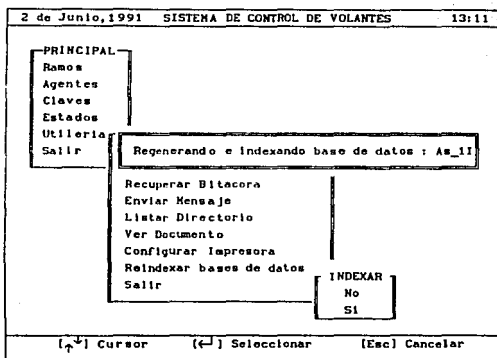 2 de Junio,1991 SISTEMA DE CONTROL DE VOLANTES 13:11
PRINCIPAL
Ramos
Agentes
Claves
Estados
Utileria
Salir
Regenerando e indexando base de datos : As_1I
Recuperar Bitacora
Enviar Mensaje
Listar Directorio
Ver Documento
Configurar Impresora
Reindexar bases de datos
Salir
INDEXAR
No
Si
[↑↓] Cursor [←┘] Seleccionar [Esc] Cancelar